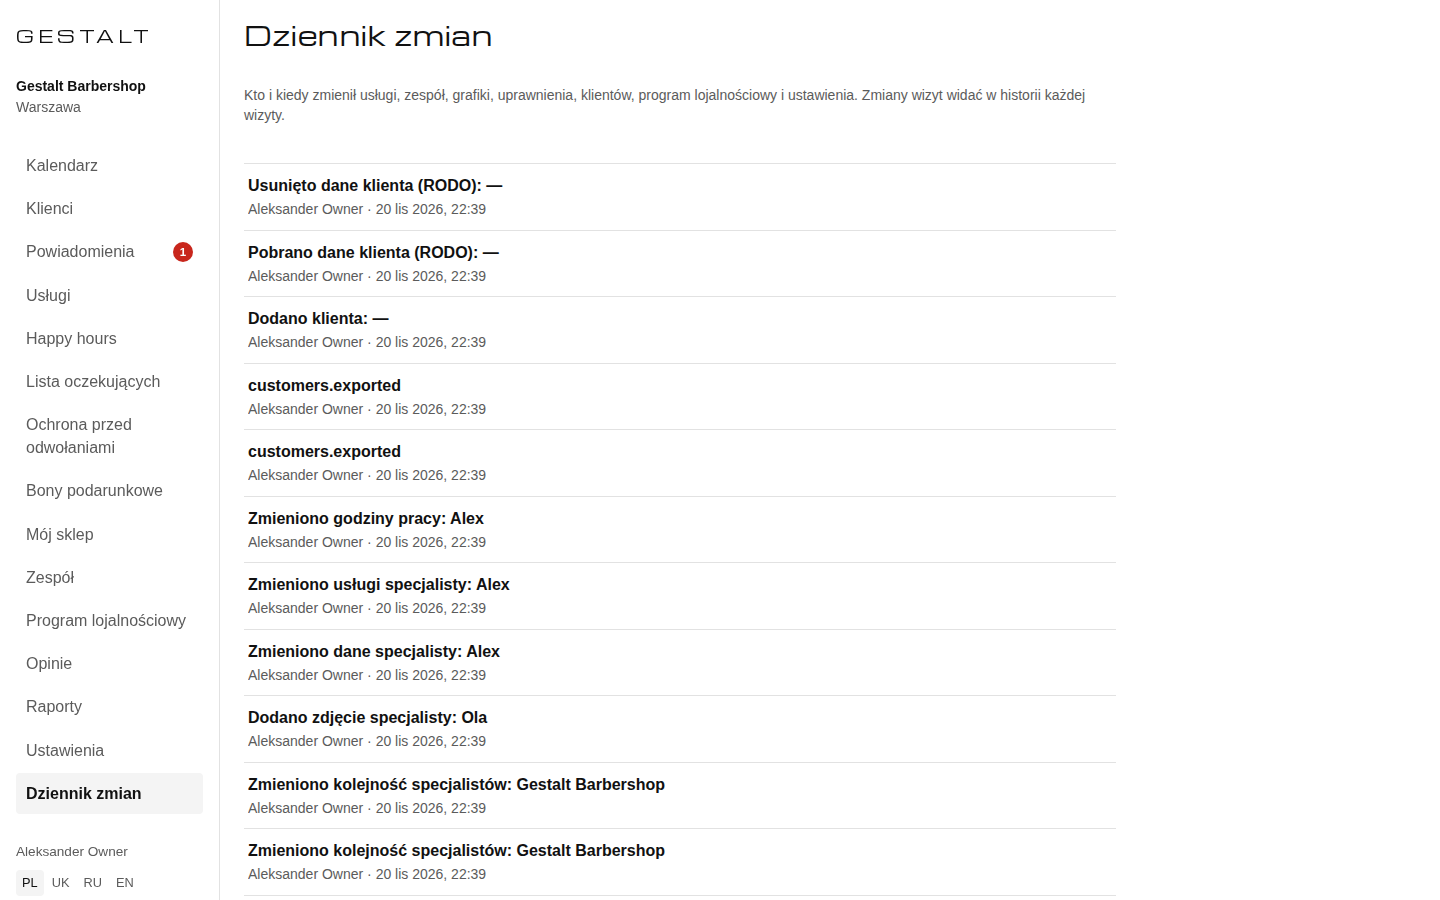 GESTALT
Gestalt Barbershop
Warszawa
Kalendarz
Klienci
Powiadomienia 1
Usługi
Happy hours
Lista oczekujących
Ochrona przed
odwołaniami
Bony podarunkowe
Mój sklep
Zespół
Program lojalnościowy
Opinie
Raporty
Ustawienia
Dziennik zmian
Aleksander Owner
PL UK RU EN
Dziennik zmian
Kto i kiedy zmienił usługi, zespół, grafiki, uprawnienia, klientów, program lojalnościowy i ustawienia. Zmiany wizyt widać w historii każdej
wizyty.
Usunięto dane klienta (RODO): —
Aleksander Owner · 20 lis 2026, 22:39
Pobrano dane klienta (RODO): —
Aleksander Owner · 20 lis 2026, 22:39
Dodano klienta: —
Aleksander Owner · 20 lis 2026, 22:39
customers.exported
Aleksander Owner · 20 lis 2026, 22:39
customers.exported
Aleksander Owner · 20 lis 2026, 22:39
Zmieniono godziny pracy: Alex
Aleksander Owner · 20 lis 2026, 22:39
Zmieniono usługi specjalisty: Alex
Aleksander Owner · 20 lis 2026, 22:39
Zmieniono dane specjalisty: Alex
Aleksander Owner · 20 lis 2026, 22:39
Dodano zdjęcie specjalisty: Ola
Aleksander Owner · 20 lis 2026, 22:39
Zmieniono kolejność specjalistów: Gestalt Barbershop
Aleksander Owner · 20 lis 2026, 22:39
Zmieniono kolejność specjalistów: Gestalt Barbershop
Aleksander Owner · 20 lis 2026, 22:39